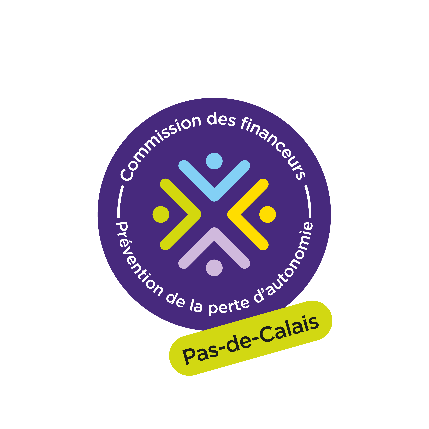 Commission des financeurs
Prévention de la perte d'autonomie
Pas-de-Calais